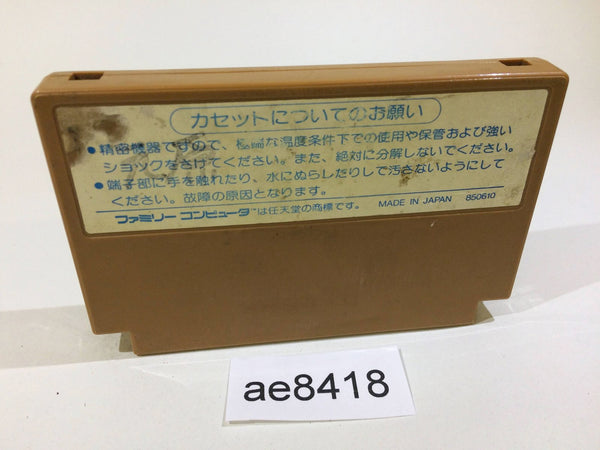 カセットについてのお願い
●精密機器ですので、極端な温度条件下での使用や保管および強い
ショックをさけてください。また、絶対に分解しないでください。
●端子部に手を触れたり、水にぬらしたりして汚さないようにして
ください。故障の原因となります。
ファミリー コンピュータ™は任天堂の商標です。 MADE IN JAPAN 850610
ae8418